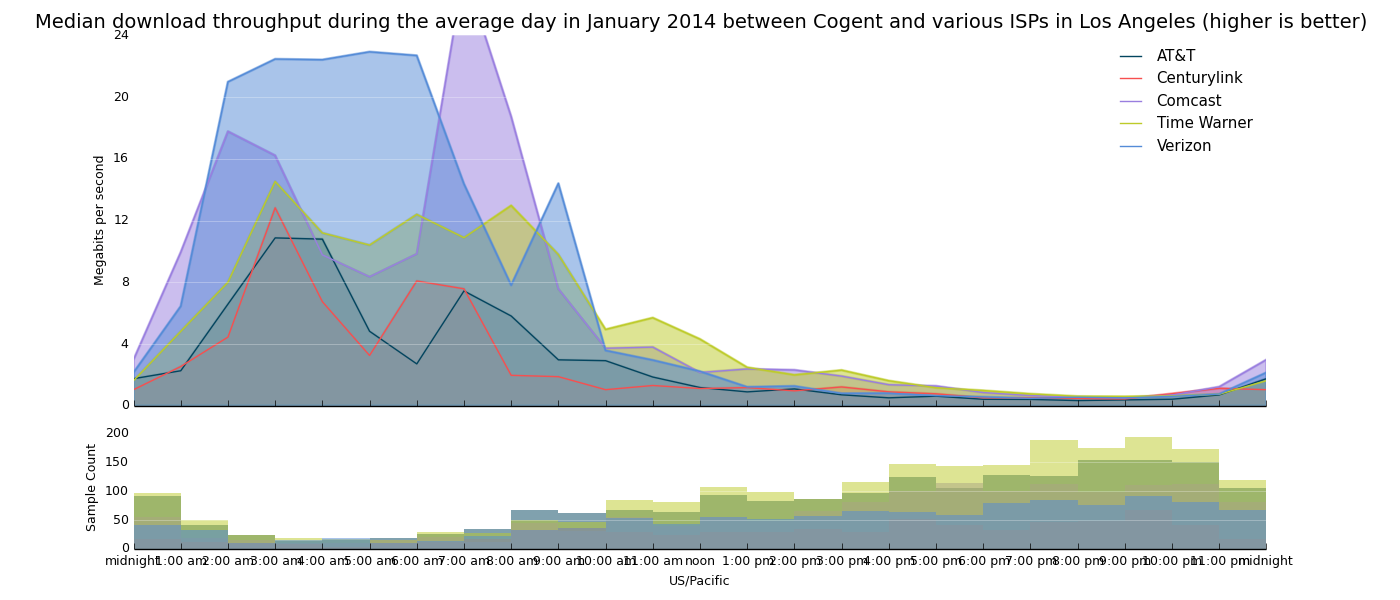 Median download throughput during the average day in January 2014 between Cogent and various ISPs in Los Angeles (higher is better)
24
20
16
12
8
4
0
Megabits per second
AT&T
Centurylink
Comcast
Time Warner
Verizon
200
150
100
50
0
Sample Count
midnight 1:00 am 2:00 am 3:00 am 4:00 am 5:00 am 6:00 am 7:00 am 8:00 am 9:00 am 10:00 am 11:00 am noon 1:00 pm 2:00 pm 3:00 pm 4:00 pm 5:00 pm 6:00 pm 7:00 pm 8:00 pm 9:00 pm 10:00 pm 11:00 pm midnight
US/Pacific